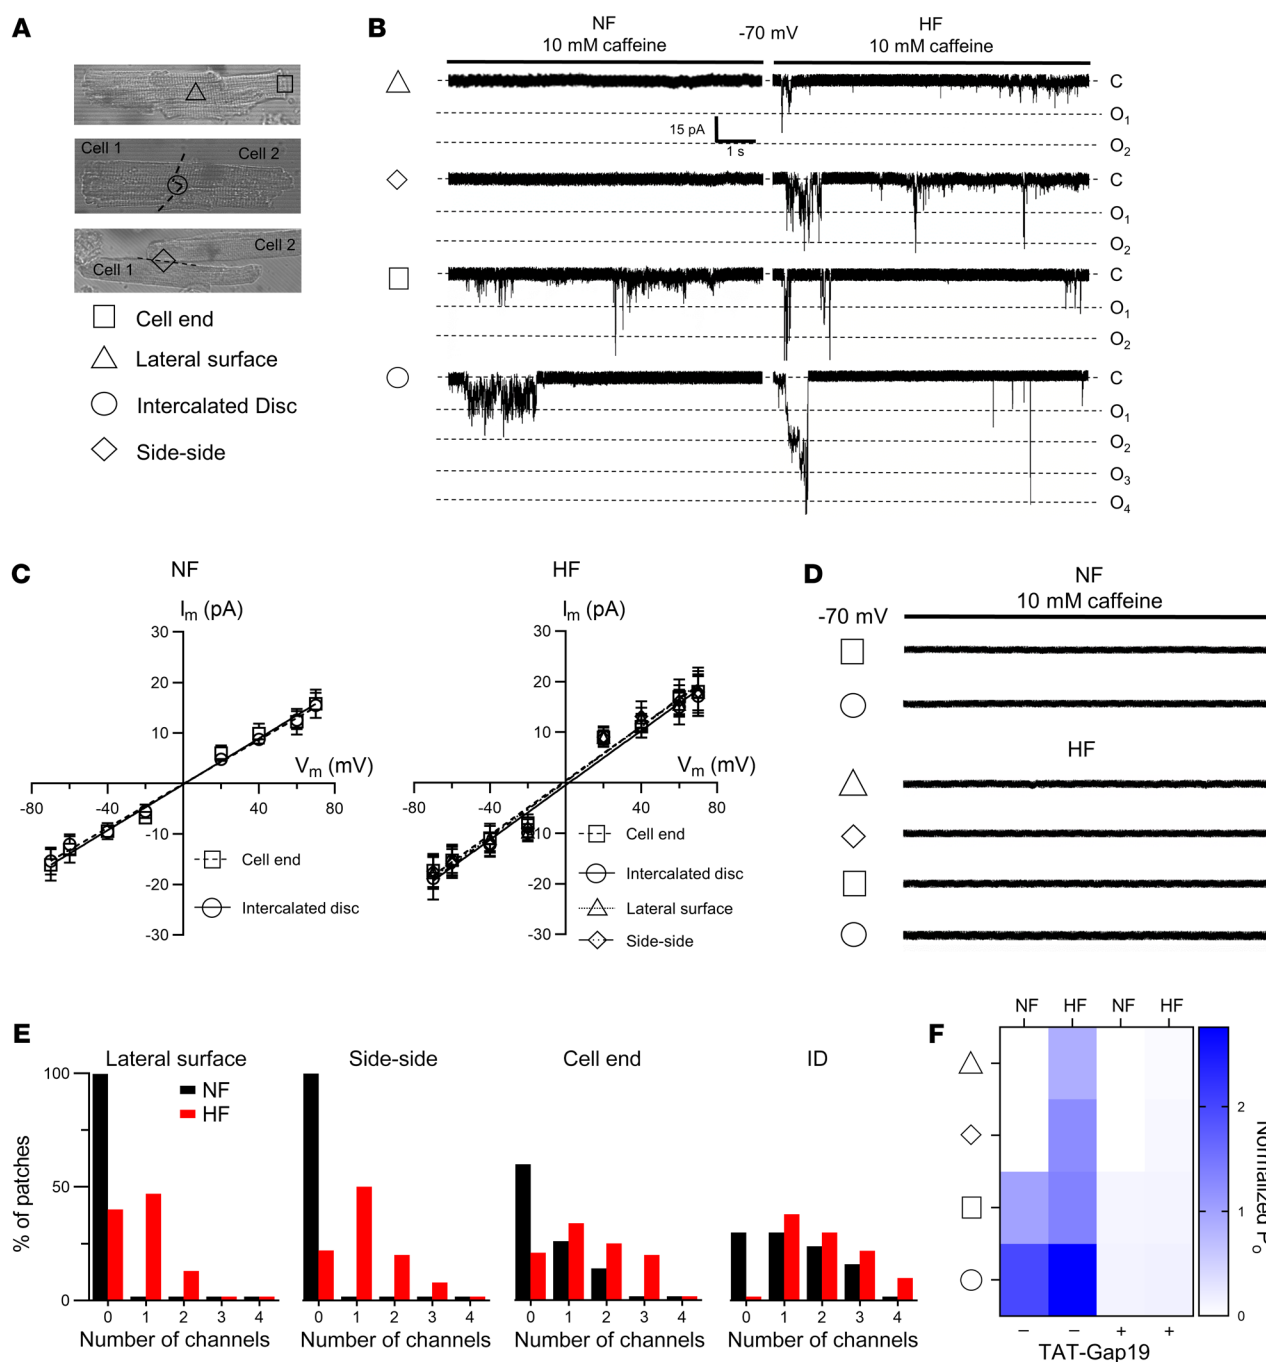 A
Cell 1
Cell 2
Cell 2
Cell 1
Cell end
Lateral surface
Intercalated Disc
Side-side
B
NF
10 mM caffeine
-70 mV
HF
10 mM caffeine
15 pA
1 s
C
O1
O2
C
O1
O2
C
O1
O2
C
O1
O2
O3
O4
C
NF
Im (pA)
30
20
10
Vm (mV)
-80
-40
40
80
-10
-20
-30
Cell end
Intercalated disc
HF
Im (pA)
30
20
10
Vm (mV)
-80
-40
40
80
-10
-20
-30
Cell end
Intercalated disc
Lateral surface
Side-side
D
NF
10 mM caffeine
-70 mV
HF
E
Lateral surface
Side-side
Cell end
ID
NF
HF
% of patches
100
50
0
0 1 2 3 4
0 1 2 3 4
0 1 2 3 4
0 1 2 3 4
Number of channels
Number of channels
Number of channels
Number of channels
F
NF HF NF HF
2
1
0
Normalized Po
− − + +
TAT-Gap19